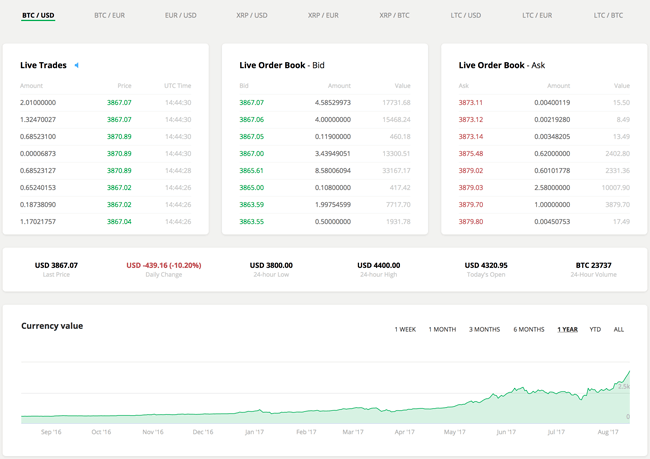 BTC / USD BTC / EUR EUR / USD XRP / USD XRP / EUR XRP / BTC LTC / USD LTC / EUR LTC / BTC
Live Trades
Amount Price UTC Time
2.01000000 3867.07 14:44:30
1.32470027 3867.07 14:44:30
0.68523100 3870.89 14:44:30
0.00006873 3870.89 14:44:30
0.68523127 3870.89 14:44:28
0.65240153 3867.02 14:44:26
0.18738090 3867.02 14:44:26
1.17021757 3867.04 14:44:26
Live Order Book - Bid
Bid Amount Value
3867.07 4.58529973 17731.68
3867.06 4.00000000 15468.24
3867.05 0.11900000 460.18
3867.00 3.43949051 13300.51
3865.61 8.58006094 33167.17
3865.00 0.10800000 417.42
3863.59 1.99754599 7717.70
3863.55 0.50000000 1931.78
Live Order Book - Ask
Ask Amount Value
3873.11 0.00400119 15.50
3873.12 0.00219280 8.49
3873.14 0.00348205 13.49
3875.48 0.62000000 2402.80
3879.02 0.60101778 2331.36
3879.03 2.58000000 10007.90
3879.70 1.00000000 3879.70
3879.80 0.00450753 17.49
USD 3867.07 USD -439.16 (-10.20%) USD 3800.00 USD 4400.00 USD 4320.95 BTC 23737
Last Price Daily Change 24-hour Low 24-hour High Today's Open 24-Hour Volume
Currency value
1 WEEK 1 MONTH 3 MONTHS 6 MONTHS 1 YEAR YTD ALL
2.5k
0
Sep '16 Oct '16 Nov '16 Dec '16 Jan '17 Feb '17 Mar '17 Apr '17 May '17 Jun '17 Jul '17 Aug '17